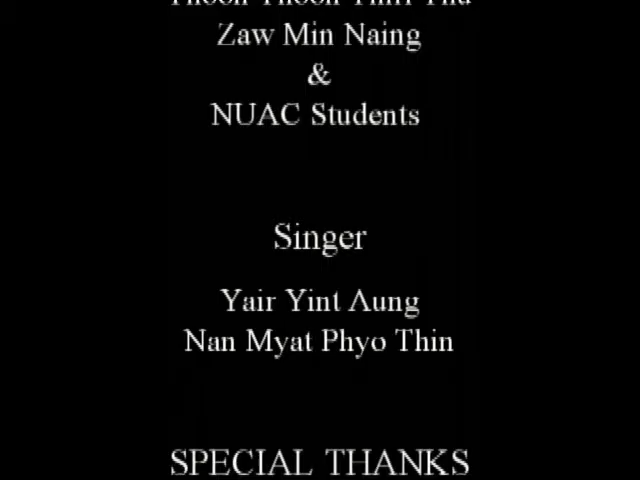 Zaw Min Naing
&
NUAC Students
Singer
Yair Yint Aung
Nan Myat Phyo Thin
SPECIAL THANKS